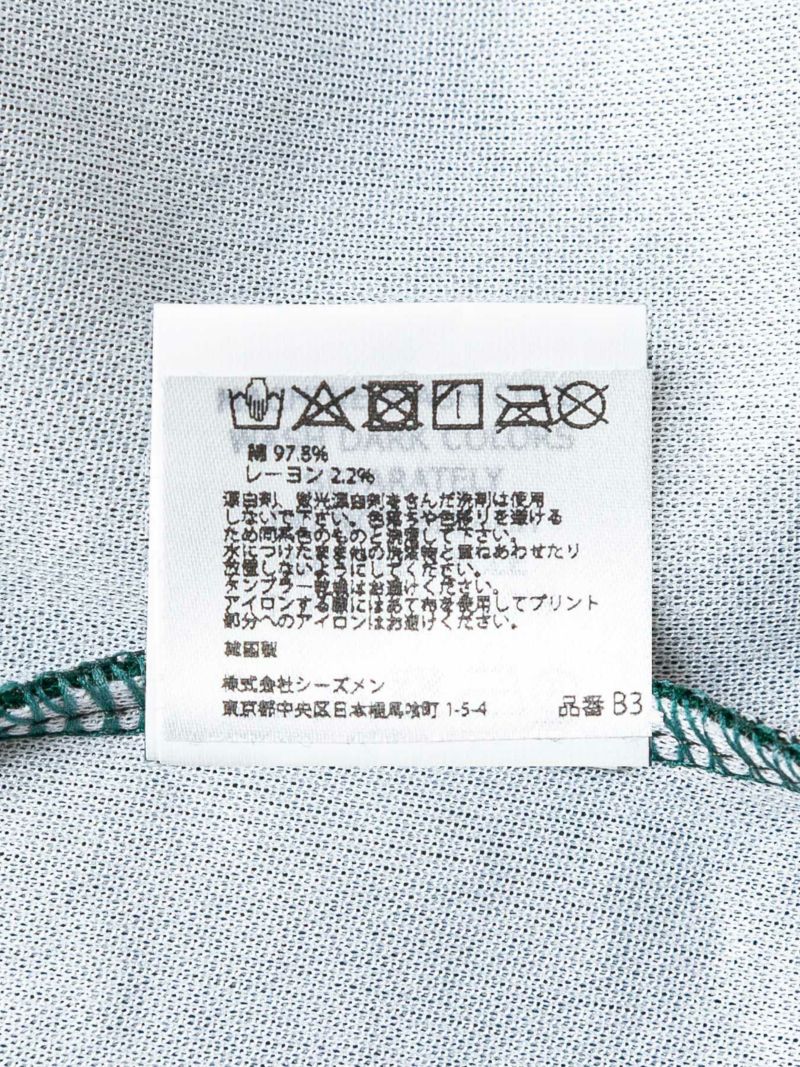 綿 97.8%
レーヨン 2.2%
漂白剤、蛍光漂白剤を含んだ洗剤は使用
しないで下さい。色落ちや色移りを避ける
ため同系色のものと洗濯して下さい。
水につけたまま他の洗濯物と重ねあわせたり
放置しないようにしてください。
タンブラー乾燥はお避けください。
アイロンする際にはあて布を使用してプリント
部分へのアイロンはお避けください。
韓国製
株式会社シーズメン
東京都中央区日本橋馬喰町 1-5-4
品番 B3
WASH DARK COLORS